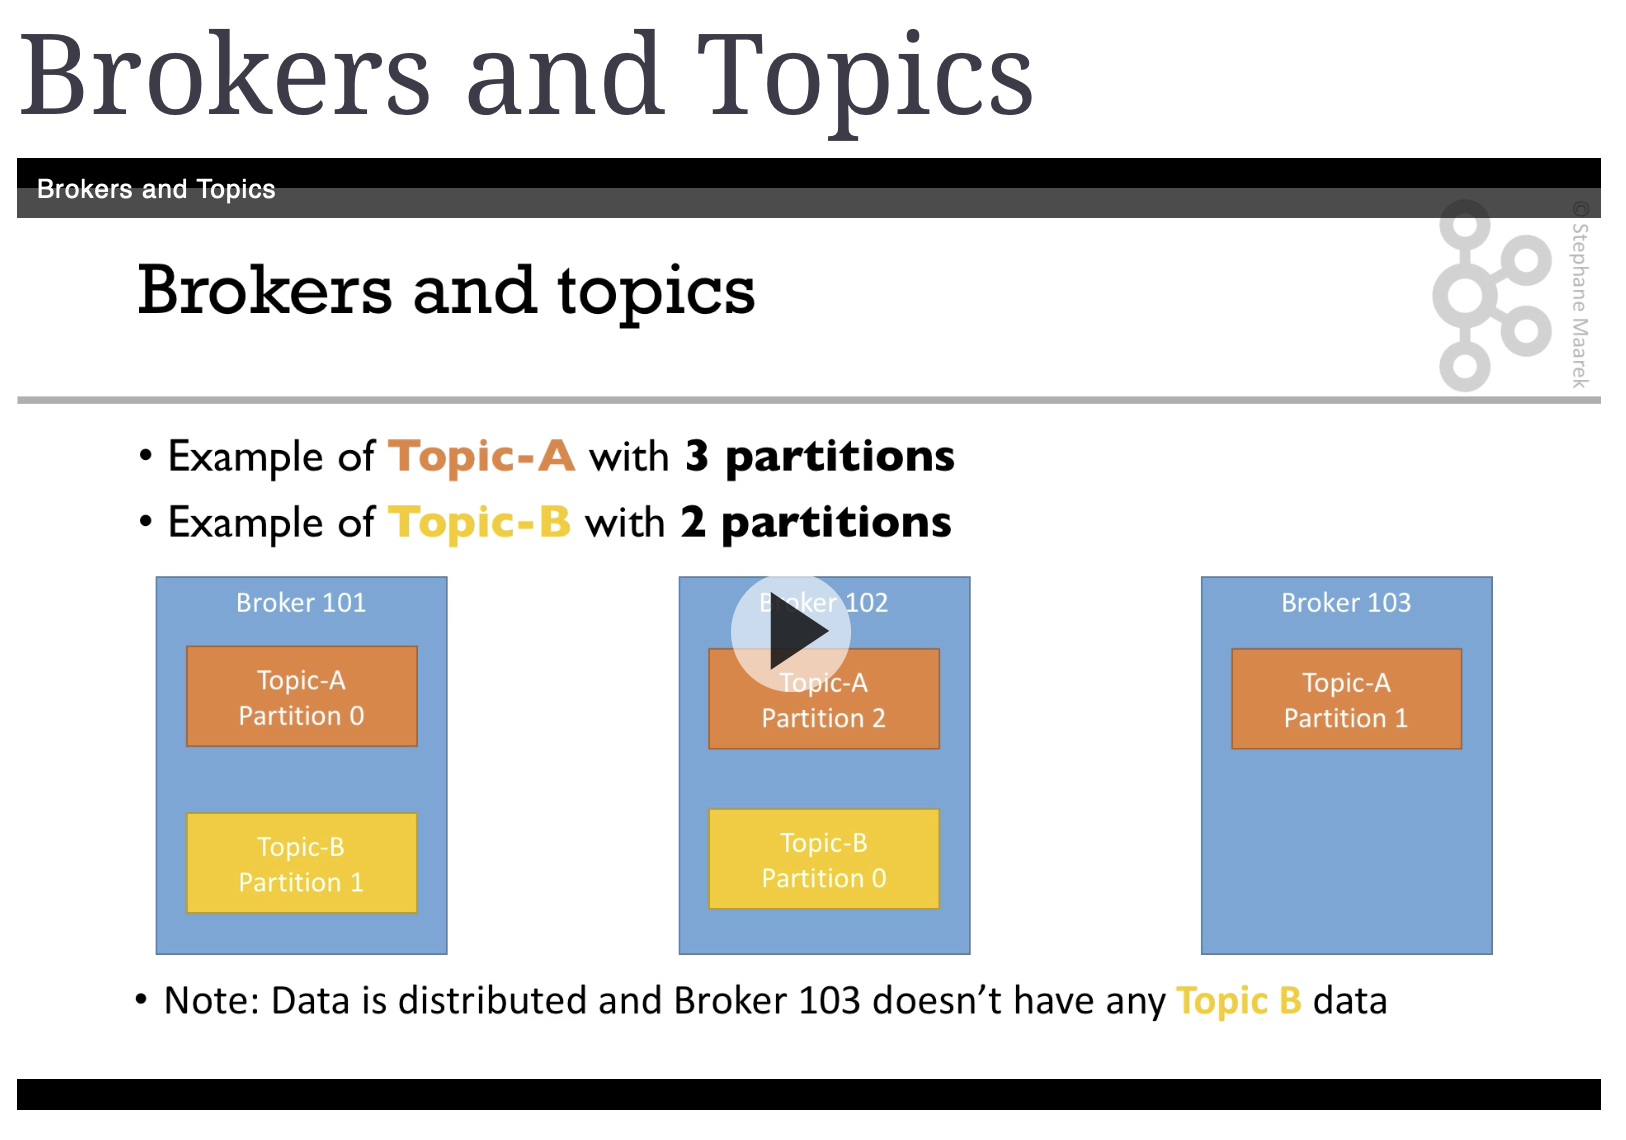 Brokers and Topics
Brokers and Topics
© Stephane Maarek
Brokers and topics
• Example of Topic-A with 3 partitions
• Example of Topic-B with 2 partitions
Broker 101
Topic-A
Partition 0
Topic-B
Partition 1
Broker 102
Topic-A
Partition 2
Topic-B
Partition 0
Broker 103
Topic-A
Partition 1
• Note: Data is distributed and Broker 103 doesn’t have any Topic B data